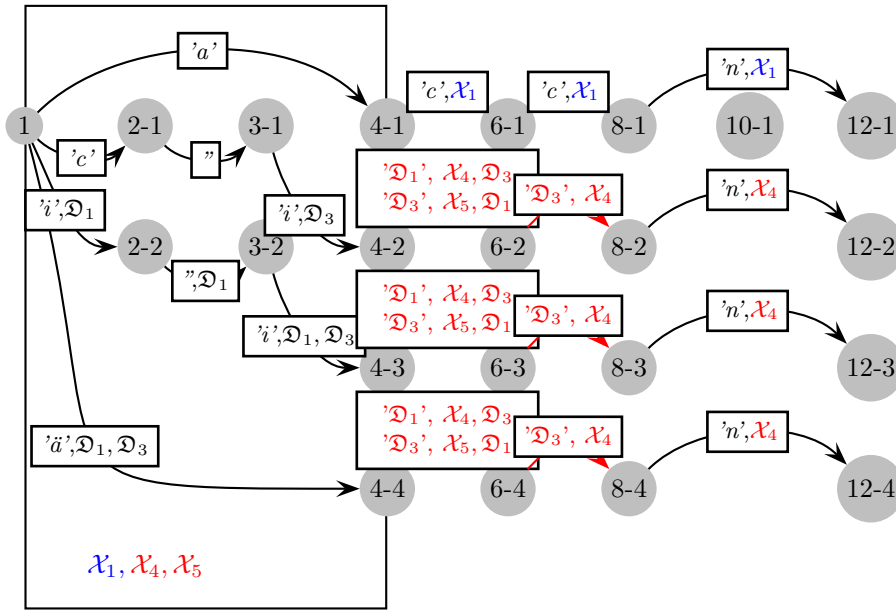 'a'
'c',𝒳₁ 'c',𝒳₁ 'n',𝒳₁
1 2-1 3-1 4-1 6-1 8-1 10-1 12-1
'c' ''
'𝔇₁', 𝒳₄, 𝔇₃
'𝔇₃', 𝒳₅, 𝔇₁ '𝔇₃', 𝒳₄ 'n',𝒳₄
'i',𝔇₁ 'i',𝔇₃
2-2 3-2 4-2 6-2 8-2 12-2
'',𝔇₁
'𝔇₁', 𝒳₄, 𝔇₃
'𝔇₃', 𝒳₅, 𝔇₁ '𝔇₃', 𝒳₄ 'n',𝒳₄
'i',𝔇₁, 𝔇₃
4-3 6-3 8-3 12-3
'𝔇₁', 𝒳₄, 𝔇₃
'𝔇₃', 𝒳₅, 𝔇₁ '𝔇₃', 𝒳₄ 'n',𝒳₄
'ä',𝔇₁, 𝔇₃
4-4 6-4 8-4 12-4
𝒳₁, 𝒳₄, 𝒳₅